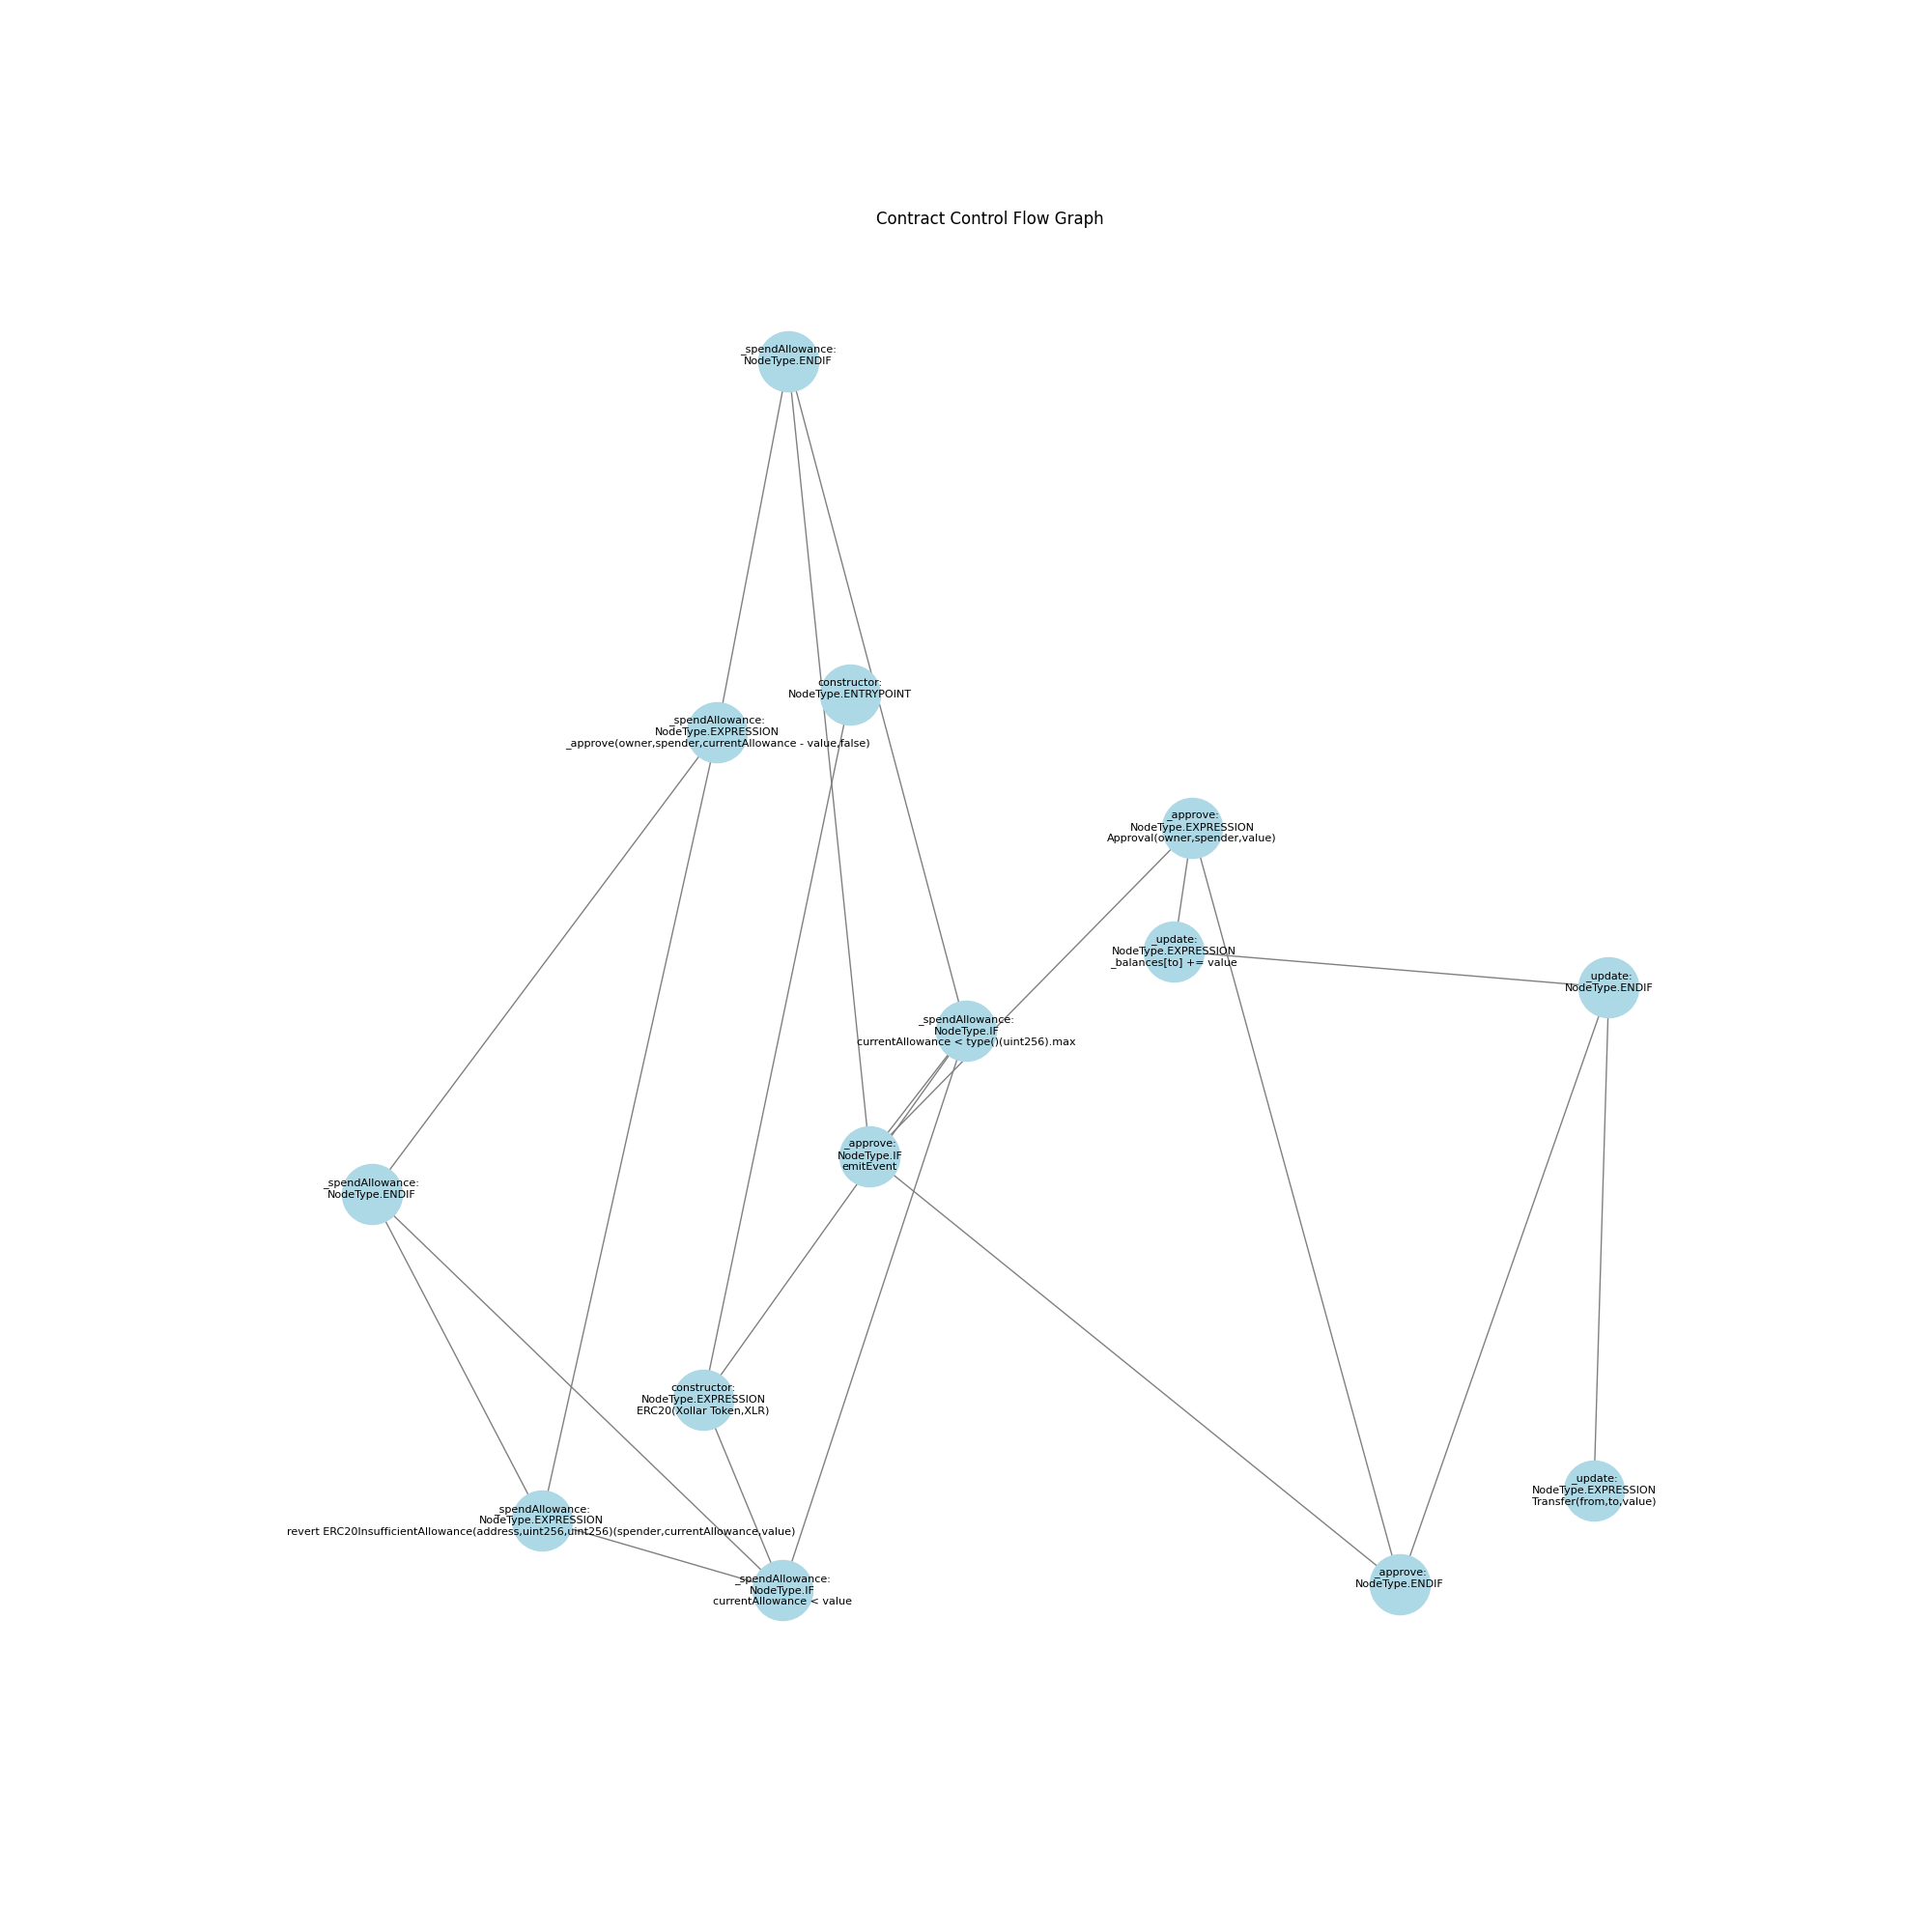 Contract Control Flow Graph
_spendAllowance:
NodeType.ENDIF
constructor:
NodeType.ENTRYPOINT
_spendAllowance:
NodeType.EXPRESSION
_approve(owner,spender,currentAllowance - value,false)
_approve:
NodeType.EXPRESSION
Approval(owner,spender,value)
_update:
NodeType.EXPRESSION
_balances[to] += value
_update:
NodeType.ENDIF
_spendAllowance:
NodeType.IF
currentAllowance < type()(uint256).max
_approve:
NodeType.IF
emitEvent
_spendAllowance:
NodeType.ENDIF
constructor:
NodeType.EXPRESSION
ERC20(Xollar Token,XLR)
_update:
NodeType.EXPRESSION
Transfer(from,to,value)
_spendAllowance:
NodeType.EXPRESSION
revert ERC20InsufficientAllowance(address,uint256,uint256)(spender,currentAllowance,value)
_spendAllowance:
NodeType.IF
currentAllowance < value
_approve:
NodeType.ENDIF